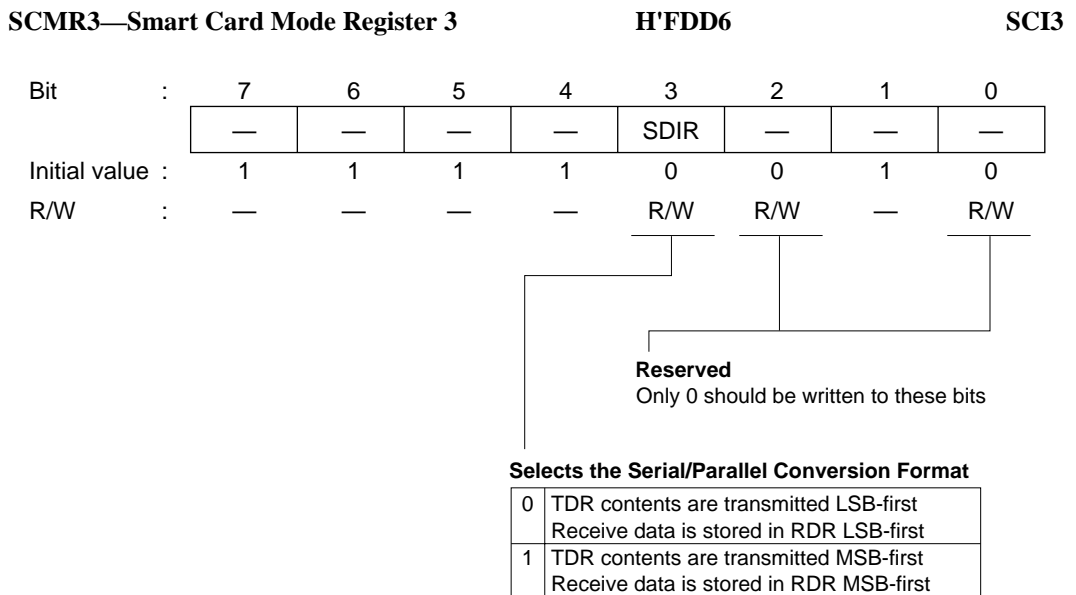 SCMR3—Smart Card Mode Register 3 H'FDD6 SCI3
Bit : 7 6 5 4 3 2 1 0
— — — — SDIR — — —
Initial value : 1 1 1 1 0 0 1 0
R/W : — — — — R/W R/W — R/W
Reserved
Only 0 should be written to these bits
Selects the Serial/Parallel Conversion Format
0 TDR contents are transmitted LSB-first
Receive data is stored in RDR LSB-first
1 TDR contents are transmitted MSB-first
Receive data is stored in RDR MSB-first